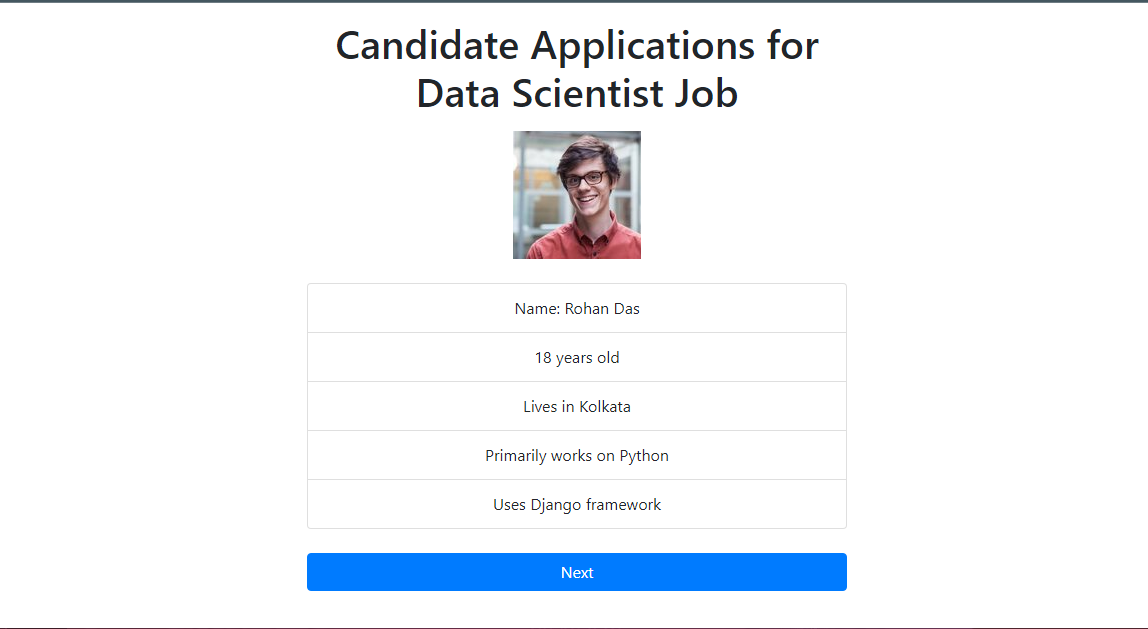 Candidate Applications for
Data Scientist Job
Name: Rohan Das
18 years old
Lives in Kolkata
Primarily works on Python
Uses Django framework
Next